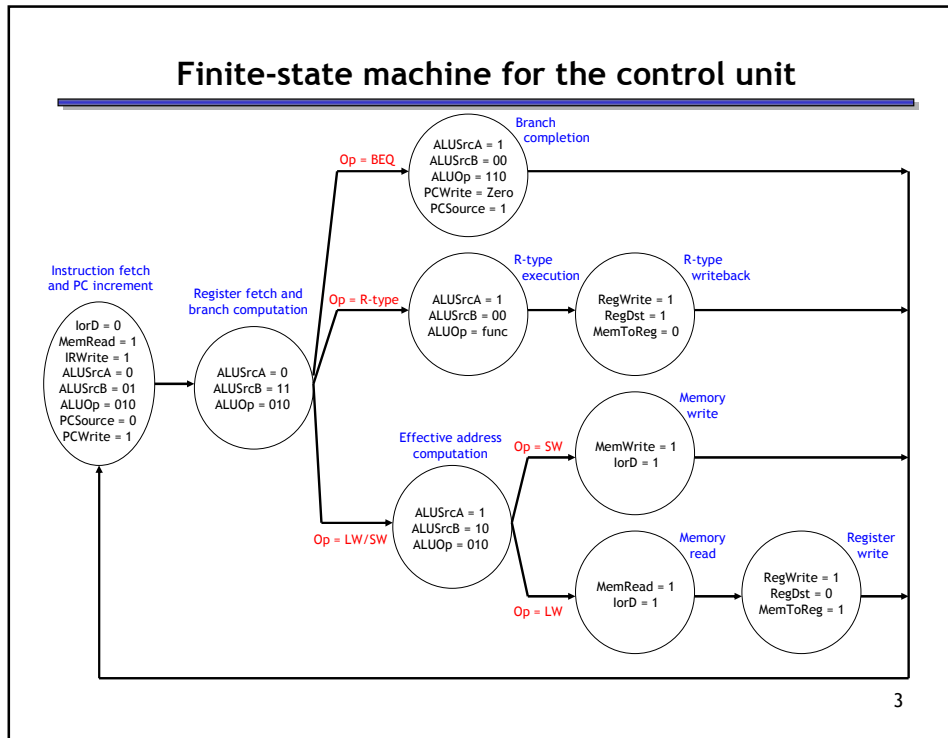 Finite-state machine for the control unit
Branch
completion
ALUSrcA = 1
ALUSrcB = 00
ALUOp = 110
PCWrite = Zero
PCSource = 1
Op = BEQ
Instruction fetch
and PC increment
IorD = 0
MemRead = 1
IRWrite = 1
ALUSrcA = 0
ALUSrcB = 01
ALUOp = 010
PCSource = 0
PCWrite = 1
Register fetch and
branch computation
ALUSrcA = 0
ALUSrcB = 11
ALUOp = 010
Op = R-type
R-type
execution
ALUSrcA = 1
ALUSrcB = 00
ALUOp = func
R-type
writeback
RegWrite = 1
RegDst = 1
MemToReg = 0
Op = LW/SW
Effective address
computation
ALUSrcA = 1
ALUSrcB = 10
ALUOp = 010
Op = SW
Memory
write
MemWrite = 1
IorD = 1
Op = LW
Memory
read
MemRead = 1
IorD = 1
Register
write
RegWrite = 1
RegDst = 0
MemToReg = 1
3